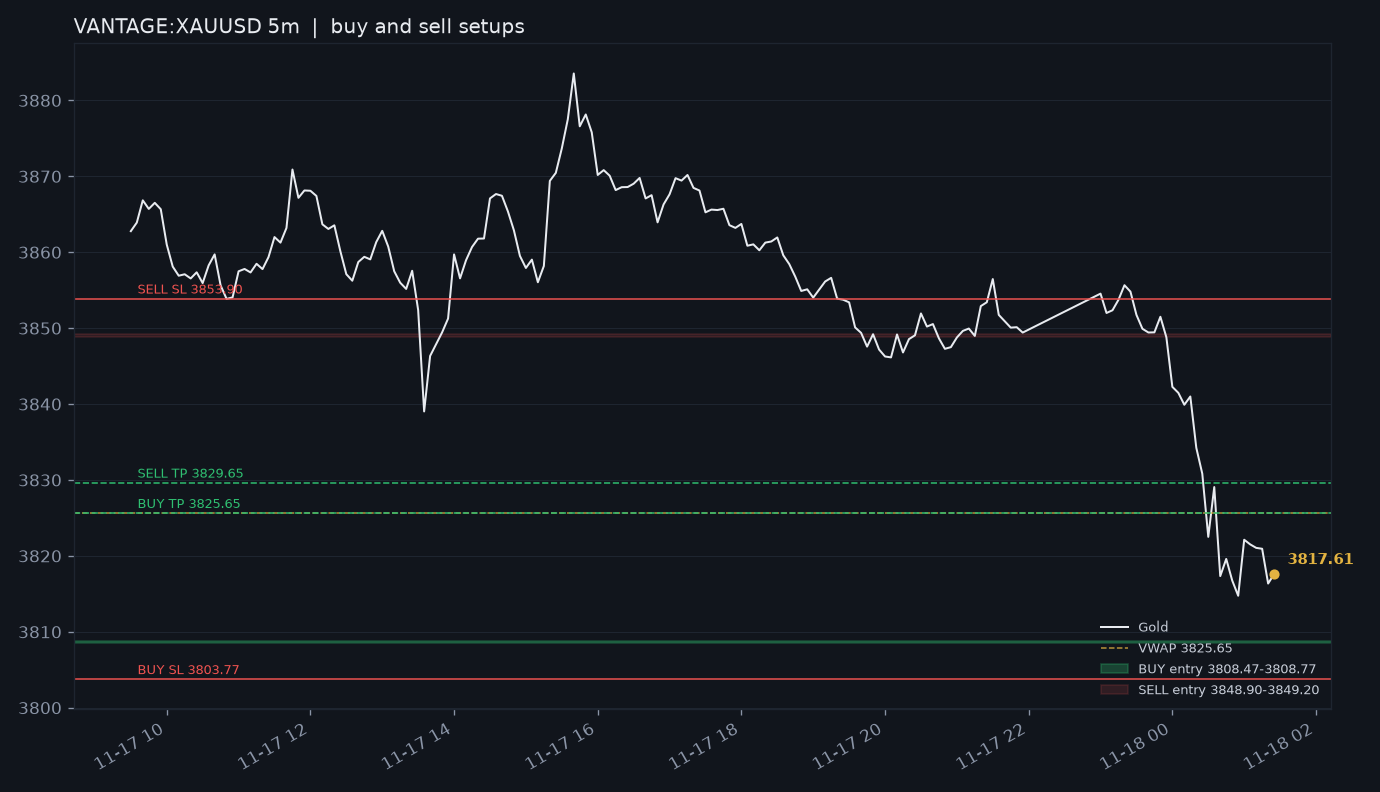 VANTAGE:XAUUSD 5m | buy and sell setups
3880
3870
3860
SELL SL 3853.90
3850
3840
SELL TP 3829.65
3830
BUY TP 3825.65
3820
3817.61
3810
Gold
VWAP 3825.65
BUY SL 3803.77
BUY entry 3808.47-3808.77
SELL entry 3848.90-3849.20
3800
11-17 10
11-17 12
11-17 14
11-17 16
11-17 18
11-17 20
11-17 22
11-18 00
11-18 02